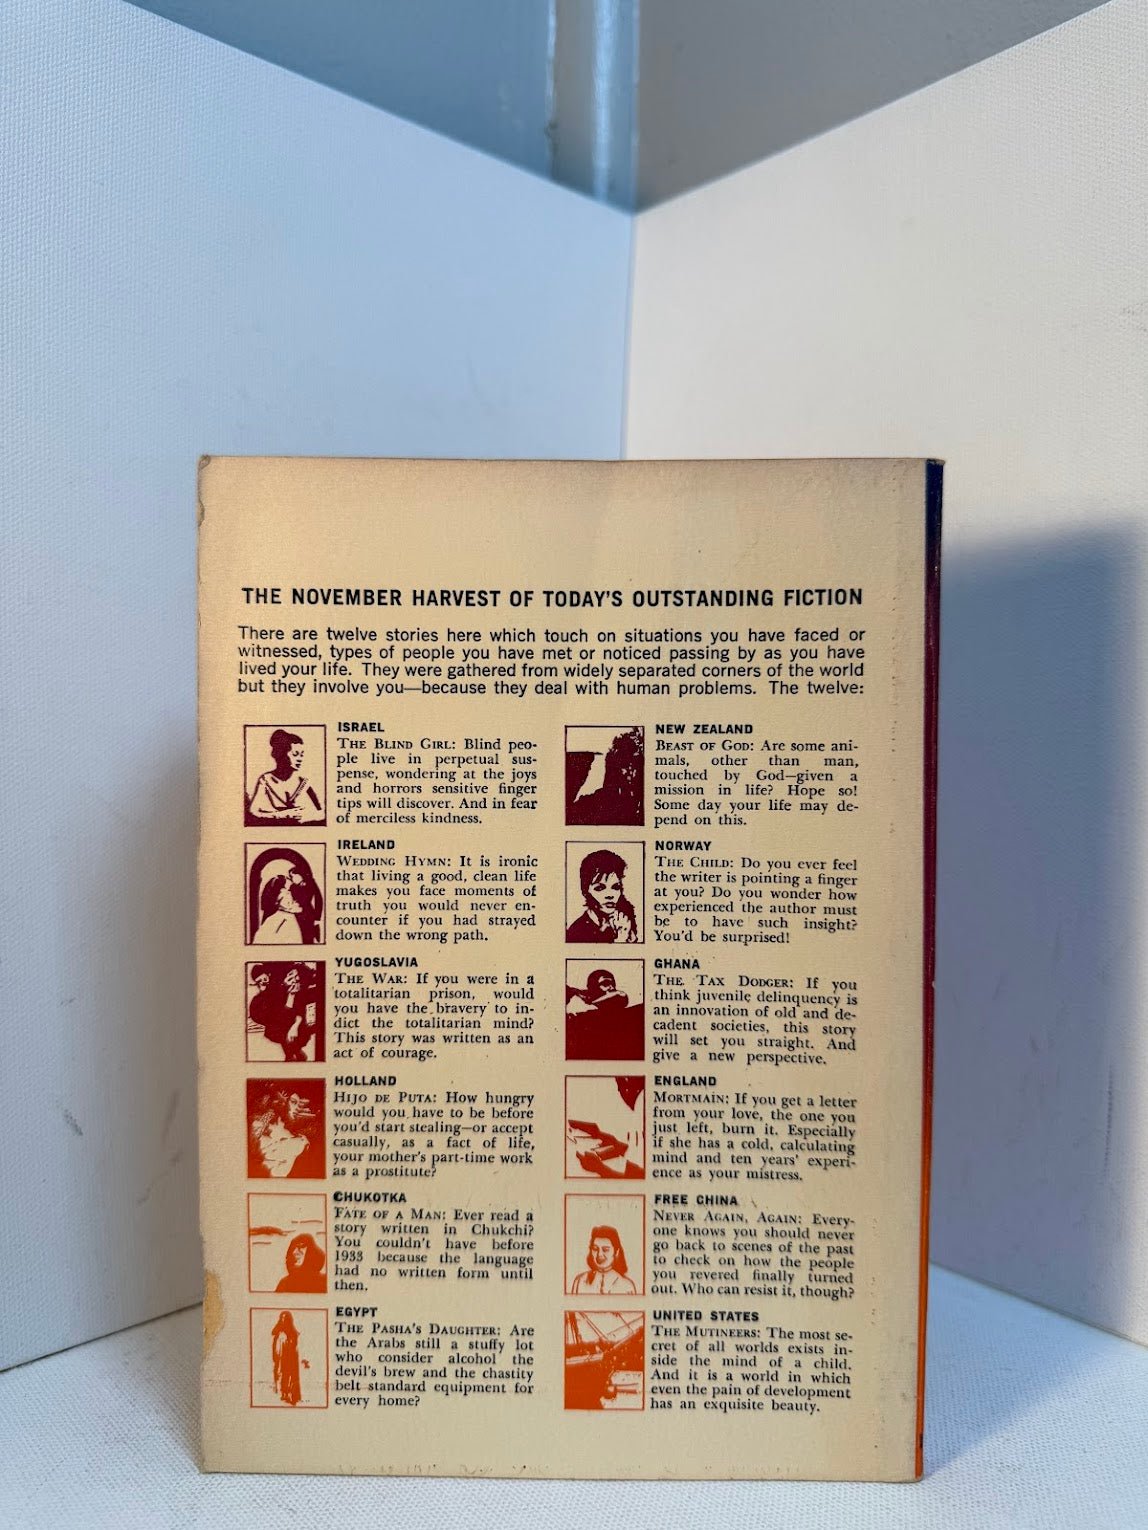 THE NOVEMBER HARVEST OF TODAY'S OUTSTANDING FICTION
There are twelve stories here which touch on situations you have faced or
witnessed, types of people you have met or noticed passing by as you have
lived your life. They were gathered from widely separated corners of the world
but they involve you—because they deal with human problems. The twelve:
ISRAEL
THE BLIND GIRL: Blind peo-
ple live in perpetual sus-
pense, wondering at the joys
and horrors sensitive finger
tips will discover. And in fear
of merciless kindness.
IRELAND
WEDDING HYMN: It is ironic
that living a good, clean life
makes you face moments of
truth you would never en-
counter if you had strayed
down the wrong path.
YUGOSLAVIA
THE WAR: If you were in a
totalitarian prison, would
you have the bravery to in-
dict the totalitarian mind?
This story was written as an
act of courage.
HOLLAND
HIJO DE PUTA: How hungry
would you have to be before
you'd start stealing—or accept
casually, as a fact of life,
your mother's part-time work
as a prostitute?
CHUKOTKA
FATE OF A MAN: Ever read a
story written in Chukchi?
You couldn't have before
1933 because the language
had no written form until
then.
EGYPT
THE PASHA'S DAUGHTER: Are
the Arabs still a stuffy lot
who consider alcohol the
devil's brew and the chastity
belt standard equipment for
every home?
NEW ZEALAND
BEAST OF GOD: Are some ani-
mals, other than man,
touched by God—given a
mission in life? Hope so!
Some day your life may de-
pend on this.
NORWAY
THE CHILD: Do you ever feel
the writer is pointing a finger
at you? Do you wonder how
experienced the author must
be to have such insight?
You'd be surprised!
GHANA
THE TAX DODGER: If you
think juvenile delinquency is
an innovation of old and de-
cadent societies, this story
will set you straight. And
give a new perspective.
ENGLAND
MORTMAIN: If you get a letter
from your love, the one you
just left, burn it. Especially
if she has a cold, calculating
mind and ten years' experi-
ence as your mistress.
FREE CHINA
NEVER AGAIN, AGAIN: Every-
one knows you should never
go back to scenes of the past
to check on how the people
you revered finally turned
out. Who can resist it, though?
UNITED STATES
THE MUTINEERS: The most se-
cret of all worlds exists in-
side the mind of a child.
And it is a world in which
even the pain of development
has an exquisite beauty.